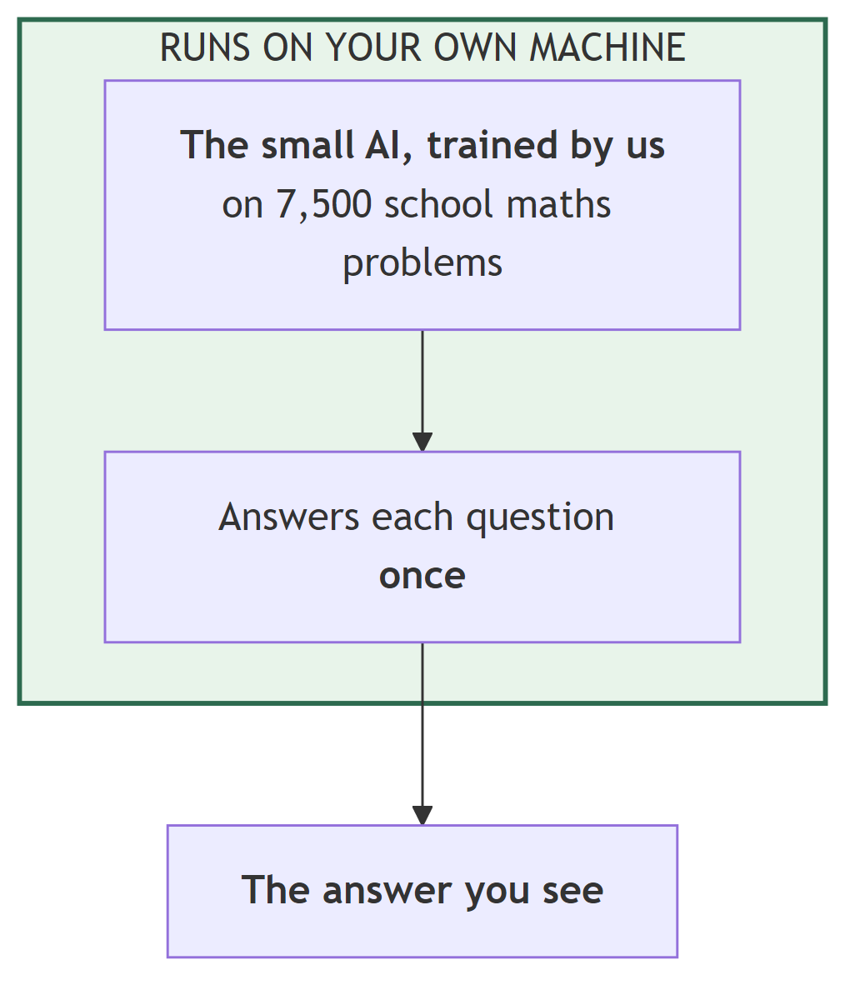 RUNS ON YOUR OWN MACHINE
The small AI, trained by us
on 7,500 school maths
problems
Answers each question
once
The answer you see